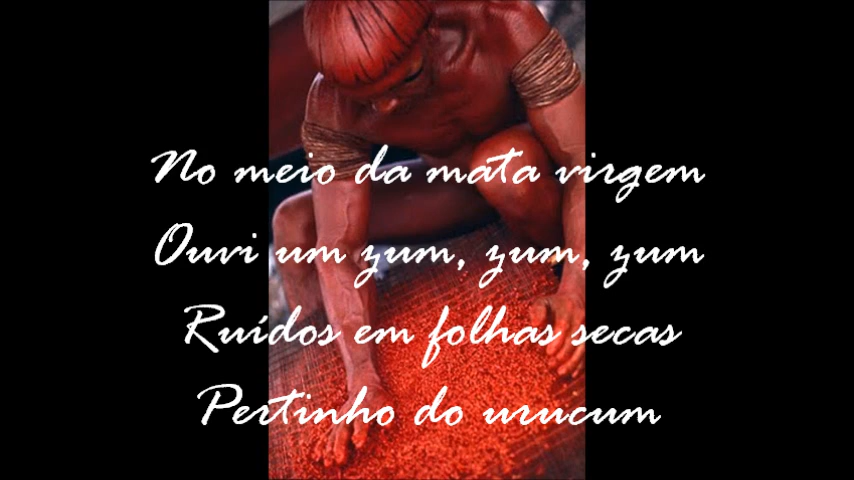 No meio da mata virgem
Ouvi um zum, zum, zum
Ruídos em folhas secas
Pertinho do urucum